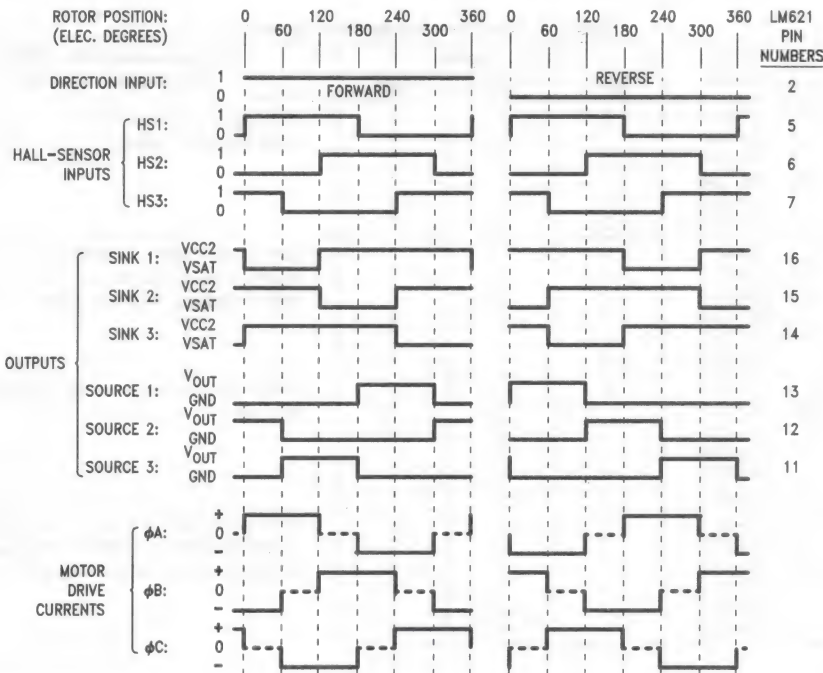 ROTOR POSITION: 0 120 240 360 0 120 240 360 LM621
(ELEC. DEGREES) 60 180 300 60 180 300 PIN
NUMBERS
DIRECTION INPUT: 1 0 FORWARD REVERSE 2
HALL-SENSOR INPUTS
HS1: 1 0 5
HS2: 1 0 6
HS3: 1 0 7
OUTPUTS
SINK 1: VCC2 VSAT 16
SINK 2: VCC2 VSAT 15
SINK 3: VCC2 VSAT 14
SOURCE 1: VOUT GND 13
SOURCE 2: VOUT GND 12
SOURCE 3: VOUT GND 11
MOTOR DRIVE CURRENTS
φA: + 0 –
φB: + 0 –
φC: + 0 –